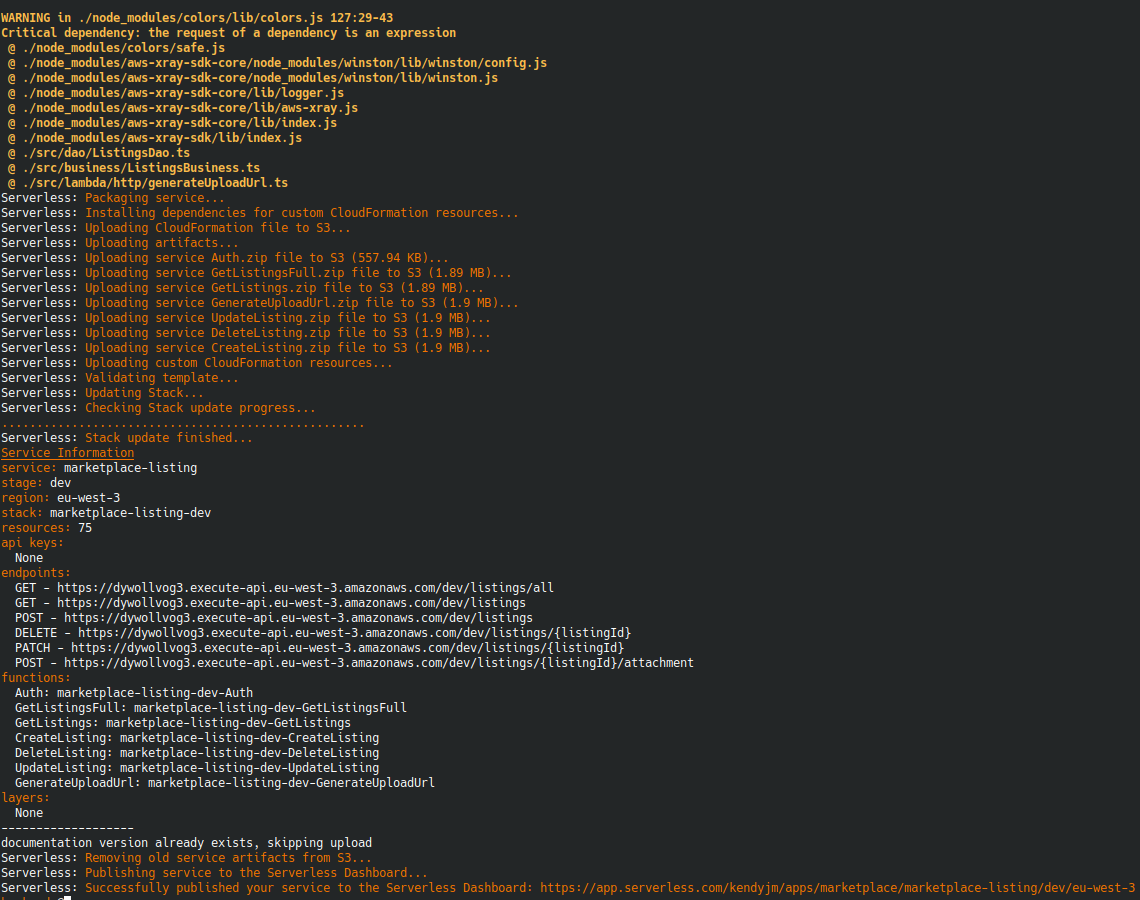 WARNING in ./node_modules/colors/lib/colors.js 127:29-43
Critical dependency: the request of a dependency is an expression
@ ./node_modules/colors/safe.js
@ ./node_modules/aws-xray-sdk-core/node_modules/winston/lib/winston/config.js
@ ./node_modules/aws-xray-sdk-core/node_modules/winston/lib/winston.js
@ ./node_modules/aws-xray-sdk-core/lib/logger.js
@ ./node_modules/aws-xray-sdk-core/lib/aws-xray.js
@ ./node_modules/aws-xray-sdk-core/lib/index.js
@ ./node_modules/aws-xray-sdk/lib/index.js
@ ./src/dao/ListingsDao.ts
@ ./src/business/ListingsBusiness.ts
@ ./src/lambda/http/generateUploadUrl.ts
Serverless: Packaging service...
Serverless: Installing dependencies for custom CloudFormation resources...
Serverless: Uploading CloudFormation file to S3...
Serverless: Uploading artifacts...
Serverless: Uploading service Auth.zip file to S3 (557.94 KB)...
Serverless: Uploading service GetListingsFull.zip file to S3 (1.89 MB)...
Serverless: Uploading service GetListings.zip file to S3 (1.89 MB)...
Serverless: Uploading service GenerateUploadUrl.zip file to S3 (1.9 MB)...
Serverless: Uploading service UpdateListing.zip file to S3 (1.9 MB)...
Serverless: Uploading service DeleteListing.zip file to S3 (1.9 MB)...
Serverless: Uploading service CreateListing.zip file to S3 (1.9 MB)...
Serverless: Uploading custom CloudFormation resources...
Serverless: Validating template...
Serverless: Updating Stack...
Serverless: Checking Stack update progress...
....................................................
Serverless: Stack update finished...
Service Information
service: marketplace-listing
stage: dev
region: eu-west-3
stack: marketplace-listing-dev
resources: 75
api keys:
None
endpoints:
GET - https://dywollvog3.execute-api.eu-west-3.amazonaws.com/dev/listings/all
GET - https://dywollvog3.execute-api.eu-west-3.amazonaws.com/dev/listings
POST - https://dywollvog3.execute-api.eu-west-3.amazonaws.com/dev/listings
DELETE - https://dywollvog3.execute-api.eu-west-3.amazonaws.com/dev/listings/{listingId}
PATCH - https://dywollvog3.execute-api.eu-west-3.amazonaws.com/dev/listings/{listingId}
POST - https://dywollvog3.execute-api.eu-west-3.amazonaws.com/dev/listings/{listingId}/attachment
functions:
Auth: marketplace-listing-dev-Auth
GetListingsFull: marketplace-listing-dev-GetListingsFull
GetListings: marketplace-listing-dev-GetListings
CreateListing: marketplace-listing-dev-CreateListing
DeleteListing: marketplace-listing-dev-DeleteListing
UpdateListing: marketplace-listing-dev-UpdateListing
GenerateUploadUrl: marketplace-listing-dev-GenerateUploadUrl
layers:
None
-------------------
documentation version already exists, skipping upload
Serverless: Removing old service artifacts from S3...
Serverless: Publishing service to the Serverless Dashboard...
Serverless: Successfully published your service to the Serverless Dashboard: https://app.serverless.com/kendyjm/apps/marketplace/marketplace-listing/dev/eu-west-3